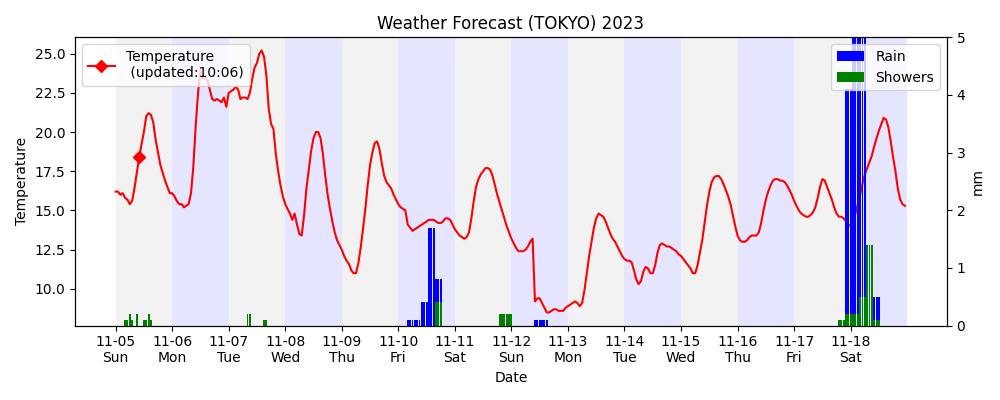 Weather Forecast (TOKYO) 2023
Temperature
(updated:10:06)
Rain
Showers
25.0
22.5
20.0
17.5
15.0
12.5
10.0
Temperature
5
4
3
2
1
0
mm
11-05 11-06 11-07 11-08 11-09 11-10 11-11 11-12 11-13 11-14 11-15 11-16 11-17 11-18
Sun Mon Tue Wed Thu Fri Sat Sun Mon Tue Wed Thu Fri Sat
Date